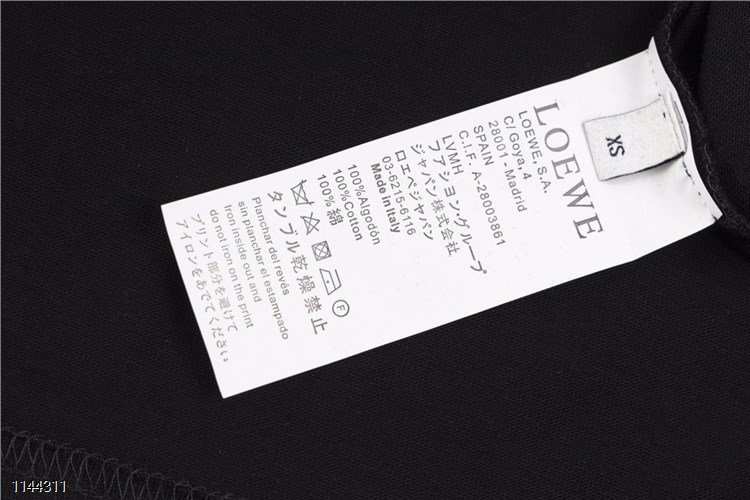 XS
LOEWE
LOEWE. S.A.
C/ Goya, 4
28001 - Madrid
SPAIN
C.I.F. A-28003861
LVMH
ファション・グループ
ジャパン株式会社
ロエベジャパン
03-6215-6116
Made in Italy
100%Algodón
100%Cotton
100% 綿
タンブル乾燥禁止
Planchar del revés
sin planchar el estampado
Iron inside out and
do not iron on the print
プリント部分を避けて
アイロンをあでてください
1144311